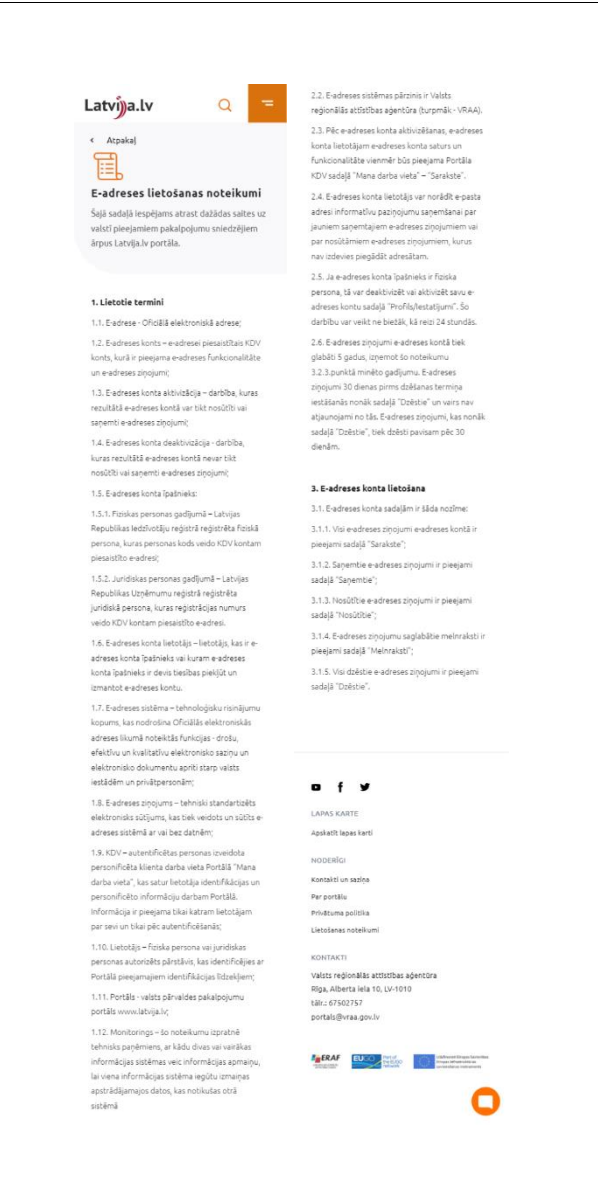 Latvija.lv
Atpakaļ
E-adreses lietošanas noteikumi
Šajā sadaļā iespējams atrast dažādas saites uz
valstī pieejamiem pakalpojumu sniedzējiem
ārpus Latvija.lv portāla.
1. Lietotie termini
1.1. E-adrese - Oficiālā elektroniskā adrese;
1.2. E-adreses konts – e-adresei piesaistītais KDV
konts, kurā ir pieejama e-adreses funkcionalitāte
un e-adreses ziņojumi;
1.3. E-adreses konta aktivizācija – darbība, kuras
rezultātā e-adreses kontā var tikt nosūtīti vai
saņemti e-adreses ziņojumi;
1.4. E-adreses konta deaktivizācija - darbība,
kuras rezultātā e-adreses kontā nevar tikt
nosūtīti vai saņemti e-adreses ziņojumi;
1.5. E-adreses konta īpašnieks:
1.5.1. Fiziskas personas gadījumā – Latvijas
Republikas Iedzīvotāju reģistrā reģistrēta fiziskā
persona, kuras personas kods veido KDV kontam
piesaistīto e-adresi;
1.5.2. Juridiskas personas gadījumā – Latvijas
Republikas Uzņēmumu reģistrā reģistrēta
juridiskā persona, kuras reģistrācijas numurs
veido KDV kontam piesaistīto e-adresi.
1.6. E-adreses konta lietotājs – lietotājs, kas ir e-
adreses konta īpašnieks vai kuram e-adreses
konta īpašnieks ir devis tiesības piekļūt un
izmantot e-adreses kontu.
1.7. E-adreses sistēma – tehnoloģisku risinājumu
kopums, kas nodrošina Oficiālās elektroniskās
adreses likumā noteiktās funkcijas - drošu,
efektīvu un kvalitatīvu elektronisko saziņu un
elektronisko dokumentu apriti starp valsts
iestādēm un privātpersonām;
1.8. E-adreses ziņojums – tehniski standartizēts
elektronisks sūtījums, kas tiek veidots un sūtīts e-
adreses sistēmā ar vai bez datnēm;
1.9. KDV – autentificētas personas izveidota
personificēta klienta darba vieta Portālā "Mana
darba vieta", kas satur lietotāja identifikācijas un
personificēto informāciju darbam Portālā.
Informācija ir pieejama tikai katram lietotājam
par sevi un tikai pēc autentificēšanās;
1.10. Lietotājs – fiziska persona vai juridiskas
personas autorizēts pārstāvis, kas identificējies ar
Portālā pieejamajiem identifikācijas līdzekļiem;
1.11. Portāls - valsts pārvaldes pakalpojumu
portāls www.latvija.lv;
1.12. Monitorings – šo noteikumu izpratnē
tehnisks paņēmiens, ar kādu divas vai vairākas
informācijas sistēmas veic informācijas apmaiņu,
lai viena informācijas sistēma iegūtu izmaiņas
apstrādājamajos datos, kas notikušas otrā
sistēmā
2.2. E-adreses sistēmas pārzinis ir Valsts
reģionālās attīstības aģentūra (turpmāk - VRAA).
2.3. Pēc e-adreses konta aktivizēšanas, e-adreses
konta lietotājam e-adreses konta saturs un
funkcionalitāte vienmēr būs pieejama Portāla
KDV sadaļā "Mana darba vieta" – "Sarakste".
2.4. E-adreses konta lietotājs var norādīt e-pasta
adresi informatīvu paziņojumu saņemšanai par
jauniem saņemtajiem e-adreses ziņojumiem vai
par nosūtāmiem e-adreses ziņojumiem, kurus
nav izdevies piegādāt adresātam.
2.5. Ja e-adreses konta īpašnieks ir fiziska
persona, tā var deaktivizēt vai aktivizēt savu e-
adreses kontu sadaļā "Profils/Iestatījumi". Šo
darbību var veikt ne biežāk, kā reizi 24 stundās.
2.6. E-adreses ziņojumi e-adreses kontā tiek
glabāti 5 gadus, izņemot šo noteikumu
3.2.3.punktā minēto gadījumu. E-adreses
ziņojumi 30 dienas pirms dzēšanas termiņa
iestāšanās nonāk sadaļā "Dzēstie" un vairs nav
atjaunojami no tās. E-adreses ziņojumi, kas nonāk
sadaļā "Dzēstie", tiek dzēsti pavisam pēc 30
dienām.
3. E-adreses konta lietošana
3.1. E-adreses konta sadaļām ir šāda nozīme:
3.1.1. Visi e-adreses ziņojumi e-adreses kontā ir
pieejami sadaļā "Sarakste";
3.1.2. Saņemtie e-adreses ziņojumi ir pieejami
sadaļā "Saņemtie";
3.1.3. Nosūtītie e-adreses ziņojumi ir pieejami
sadaļā "Nosūtītie";
3.1.4. E-adreses ziņojumu saglabātie melnraksti ir
pieejami sadaļā "Melnraksti";
3.1.5. Visi dzēstie e-adreses ziņojumi ir pieejami
sadaļā "Dzēstie".
LAPAS KARTE
Apskatīt lapas karti
NODERĪGI
Kontakti un saziņa
Par portālu
Privātuma politika
Lietošanas noteikumi
KONTAKTI
Valsts reģionālās attīstības aģentūra
Rīga, Alberta iela 10, LV-1010
tālr.: 67502757
portals@vraa.gov.lv
ERAF
EUGO
Part of
the EUGO
network